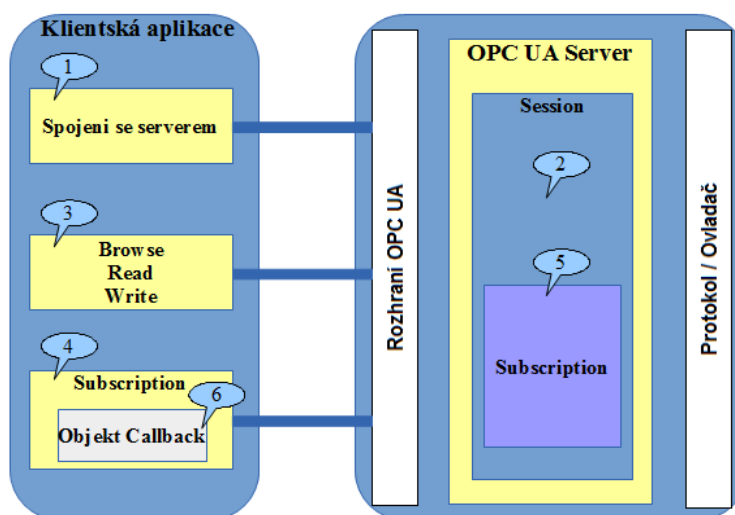 Klientská aplikace
1
Spojeni se serverem
3
Browse
Read
Write
4
Subscription
6
Objekt Callback
Rozhraní OPC UA
OPC UA Server
Session
2
5
Subscription
Protokol / Ovladač